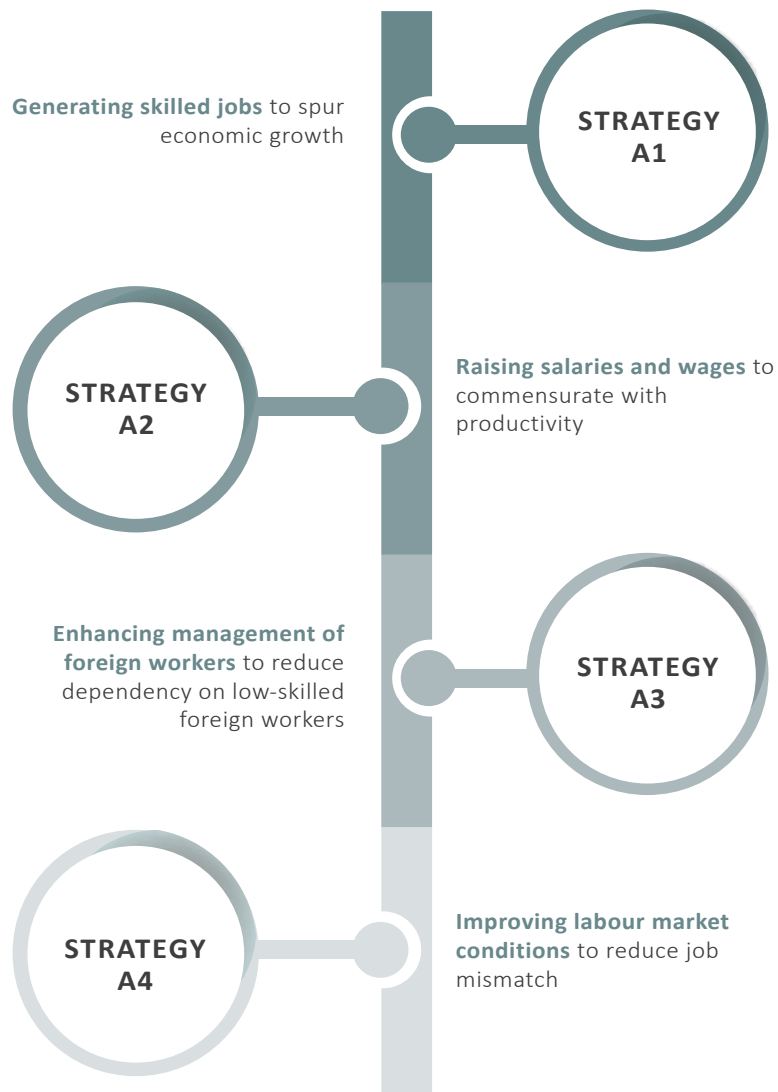 Generating skilled jobs to spur
economic growth
STRATEGY
A1
STRATEGY
A2
Raising salaries and wages to
commensurate with
productivity
Enhancing management of
foreign workers to reduce
dependency on low-skilled
foreign workers
STRATEGY
A3
STRATEGY
A4
Improving labour market
conditions to reduce job
mismatch